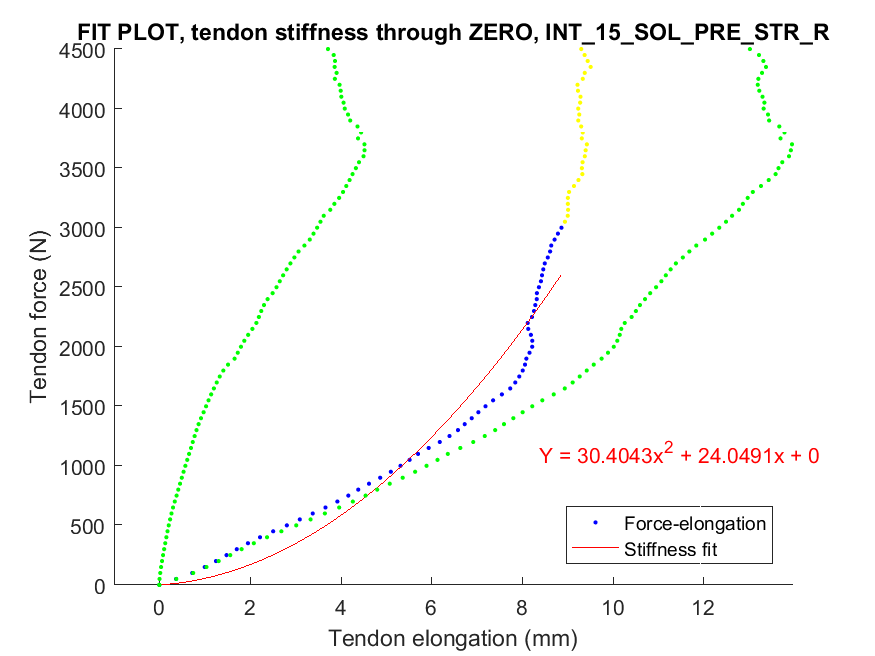 FIT PLOT, tendon stiffness through ZERO, INT_15_SOL_PRE_STR_R
4500
4000
3500
3000
2500
2000
1500
1000
500
0
Tendon force (N)
Y = 30.4043x² + 24.0491x + 0
Force-elongation
Stiffness fit
0 2 4 6 8 10 12
Tendon elongation (mm)